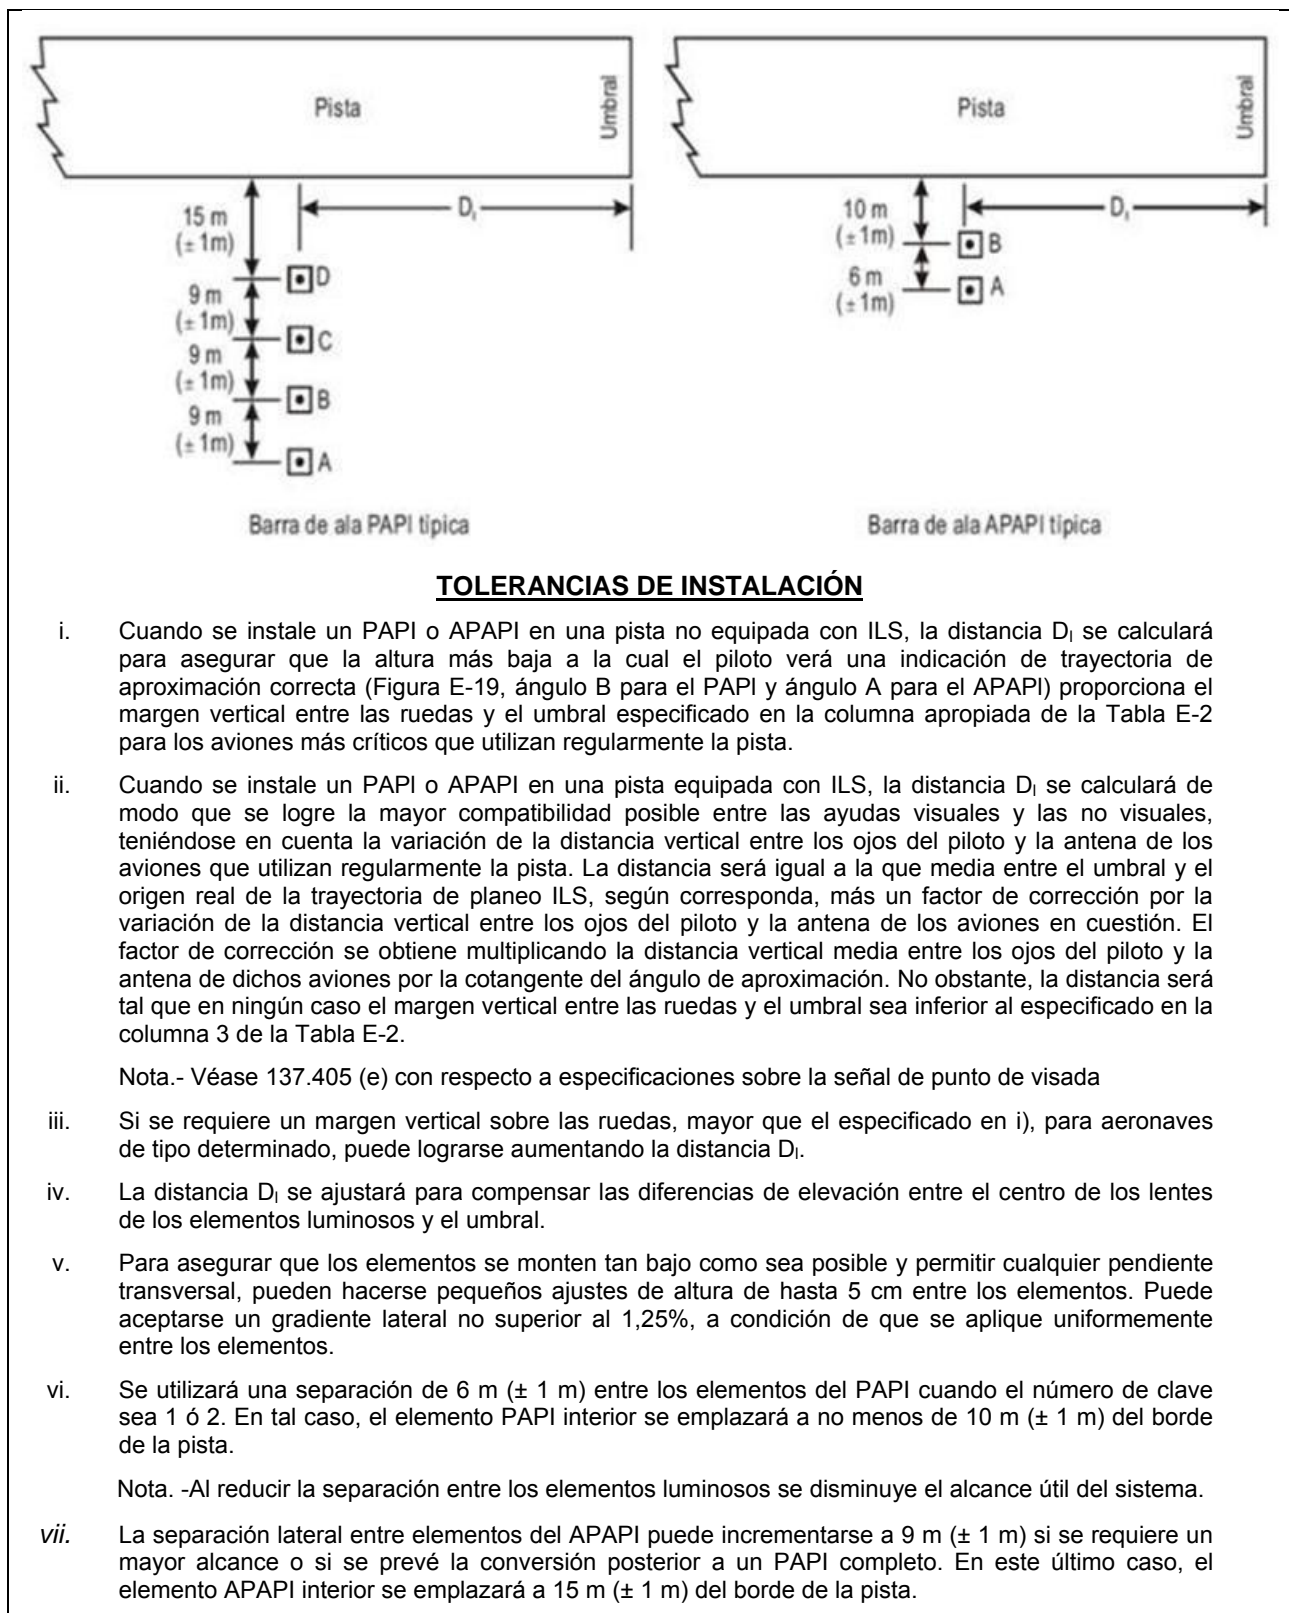 Pista
Umbral
15 m
(± 1m)
D₁
D
9 m
(± 1m)
C
9 m
(± 1m)
B
9 m
(± 1m)
A
Barra de ala PAPI típica
Pista
Umbral
10 m
(± 1m)
D₁
B
6 m
(± 1m)
A
Barra de ala APAPI típica
TOLERANCIAS DE INSTALACIÓN
i. Cuando se instale un PAPI o APAPI en una pista no equipada con ILS, la distancia Dı se calculará
para asegurar que la altura más baja a la cual el piloto verá una indicación de trayectoria de
aproximación correcta (Figura E-19, ángulo B para el PAPI y ángulo A para el APAPI) proporciona el
margen vertical entre las ruedas y el umbral especificado en la columna apropiada de la Tabla E-2
para los aviones más críticos que utilizan regularmente la pista.
ii. Cuando se instale un PAPI o APAPI en una pista equipada con ILS, la distancia Dı se calculará de
modo que se logre la mayor compatibilidad posible entre las ayudas visuales y las no visuales,
teniéndose en cuenta la variación de la distancia vertical entre los ojos del piloto y la antena de los
aviones que utilizan regularmente la pista. La distancia será igual a la que media entre el umbral y el
origen real de la trayectoria de planeo ILS, según corresponda, más un factor de corrección por la
variación de la distancia vertical entre los ojos del piloto y la antena de los aviones en cuestión. El
factor de corrección se obtiene multiplicando la distancia vertical media entre los ojos del piloto y la
antena de dichos aviones por la cotangente del ángulo de aproximación. No obstante, la distancia será
tal que en ningún caso el margen vertical entre las ruedas y el umbral sea inferior al especificado en la
columna 3 de la Tabla E-2.
Nota.- Véase 137.405 (e) con respecto a especificaciones sobre la señal de punto de visada
iii. Si se requiere un margen vertical sobre las ruedas, mayor que el especificado en i), para aeronaves
de tipo determinado, puede lograrse aumentando la distancia Dı.
iv. La distancia Dı se ajustará para compensar las diferencias de elevación entre el centro de los lentes
de los elementos luminosos y el umbral.
v. Para asegurar que los elementos se monten tan bajo como sea posible y permitir cualquier pendiente
transversal, pueden hacerse pequeños ajustes de altura de hasta 5 cm entre los elementos. Puede
aceptarse un gradiente lateral no superior al 1,25%, a condición de que se aplique uniformemente
entre los elementos.
vi. Se utilizará una separación de 6 m (± 1 m) entre los elementos del PAPI cuando el número de clave
sea 1 ó 2. En tal caso, el elemento PAPI interior se emplazará a no menos de 10 m (± 1 m) del borde
de la pista.
Nota. -Al reducir la separación entre los elementos luminosos se disminuye el alcance útil del sistema.
vii. La separación lateral entre elementos del APAPI puede incrementarse a 9 m (± 1 m) si se requiere un
mayor alcance o si se prevé la conversión posterior a un PAPI completo. En este último caso, el
elemento APAPI interior se emplazará a 15 m (± 1 m) del borde de la pista.